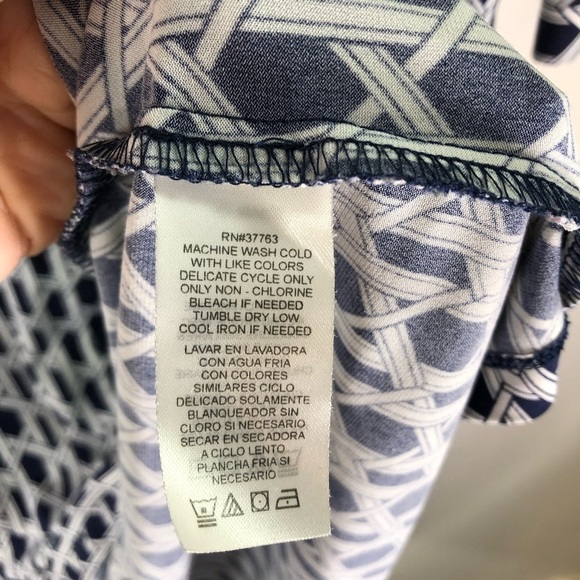 RN#37763
MACHINE WASH COLD
WITH LIKE COLORS
DELICATE CYCLE ONLY
ONLY NON - CHLORINE
BLEACH IF NEEDED
TUMBLE DRY LOW
COOL IRON IF NEEDED
LAVAR EN LAVADORA
CON AGUA FRIA
CON COLORES
SIMILARES CICLO
DELICADO SOLAMENTE
BLANQUEADOR SIN
CLORO SI NECESARIO
SECAR EN SECADORA
A CICLO LENTO
PLANCHA FRIA SI
NECESARIO